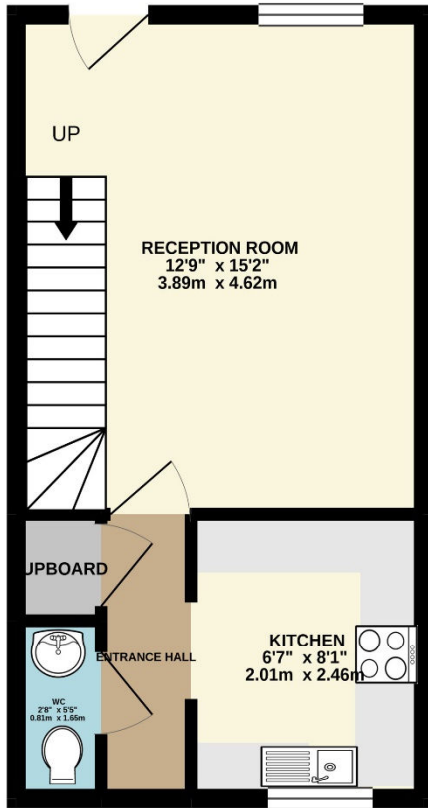 UP
RECEPTION ROOM
12'9" x 15'2"
3.89m x 4.62m
UPBOARD
ENTRANCE HALL
KITCHEN
6'7" x 8'1"
2.01m x 2.46m
WC
2'8" x 5'5"
0.81m x 1.65m